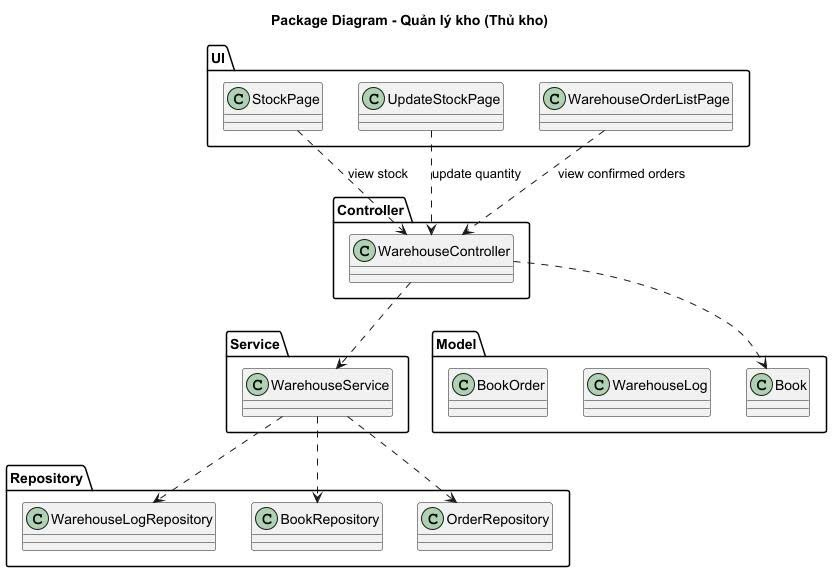 Package Diagram - Quản lý kho (Thủ kho)
UI
C StockPage
C UpdateStockPage
C WarehouseOrderListPage
view stock
update quantity
view confirmed orders
Controller
C WarehouseController
Service
C WarehouseService
Model
C BookOrder
C WarehouseLog
C Book
Repository
C WarehouseLogRepository
C BookRepository
C OrderRepository